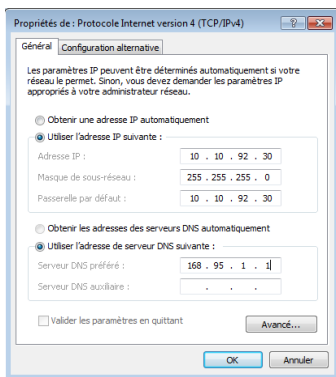 Propriétés de : Protocole Internet version 4 (TCP/IPv4)
Général
Configuration alternative
Les paramètres IP peuvent être déterminés automatiquement si votre
réseau le permet. Sinon, vous devez demander les paramètres IP
appropriés à votre administrateur réseau.
Obtenir une adresse IP automatiquement
Utiliser l'adresse IP suivante :
Adresse IP : 10 . 10 . 92 . 30
Masque de sous-réseau : 255 . 255 . 255 . 0
Passerelle par défaut : 10 . 10 . 92 . 30
Obtenir les adresses des serveurs DNS automatiquement
Utiliser l'adresse de serveur DNS suivante :
Serveur DNS préféré : 168 . 95 . 1 . 1
Serveur DNS auxiliaire : . . .
Valider les paramètres en quittant
Avancé...
OK Annuler